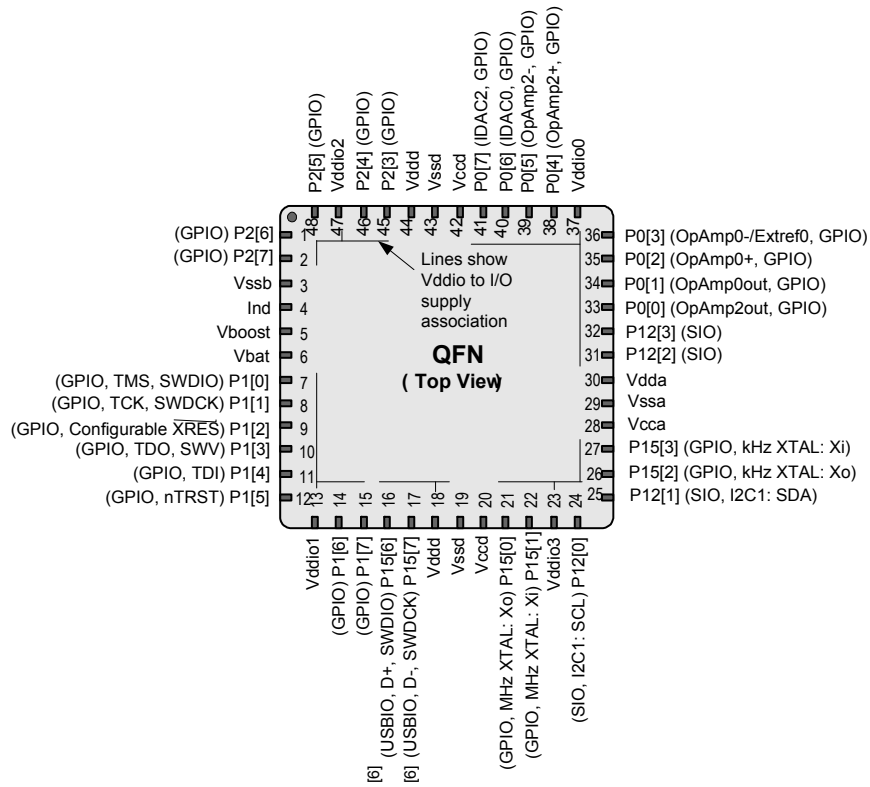 P2[5] (GPIO)
Vddio2
P2[4] (GPIO)
P2[3] (GPIO)
Vddd
Vssd
Vccd
P0[7] (IDAC2, GPIO)
P0[6] (IDAC0, GPIO)
P0[5] (OpAmp2-, GPIO)
P0[4] (OpAmp2+, GPIO)
Vddio0
48
47
46
45
44
43
42
41
40
39
38
37
(GPIO) P2[6]
1
(GPIO) P2[7]
2
Vssb
3
Ind
4
Vboost
5
Vbat
6
(GPIO, TMS, SWDIO) P1[0]
7
(GPIO, TCK, SWDCK) P1[1]
8
(GPIO, Configurable XRES) P1[2]
9
(GPIO, TDO, SWV) P1[3]
10
(GPIO, TDI) P1[4]
11
(GPIO, nTRST) P1[5]
12
Lines show
Vddio to I/O
supply
association
QFN
( Top View)
36 P0[3] (OpAmp0-/Extref0, GPIO)
35 P0[2] (OpAmp0+, GPIO)
34 P0[1] (OpAmp0out, GPIO)
33 P0[0] (OpAmp2out, GPIO)
32 P12[3] (SIO)
31 P12[2] (SIO)
30 Vdda
29 Vssa
28 Vcca
27 P15[3] (GPIO, kHz XTAL: Xi)
26 P15[2] (GPIO, kHz XTAL: Xo)
25 P12[1] (SIO, I2C1: SDA)
13
14
15
16
17
18
19
20
21
22
23
24
Vddio1
(GPIO) P1[6]
(GPIO) P1[7]
[6] (USBIO, D+, SWDIO) P15[6]
[6] (USBIO, D-, SWDCK) P15[7]
Vddd
Vssd
Vccd
(GPIO, MHz XTAL: Xo) P15[0]
(GPIO, MHz XTAL: Xi) P15[1]
Vddio3
(SIO, I2C1: SCL) P12[0]